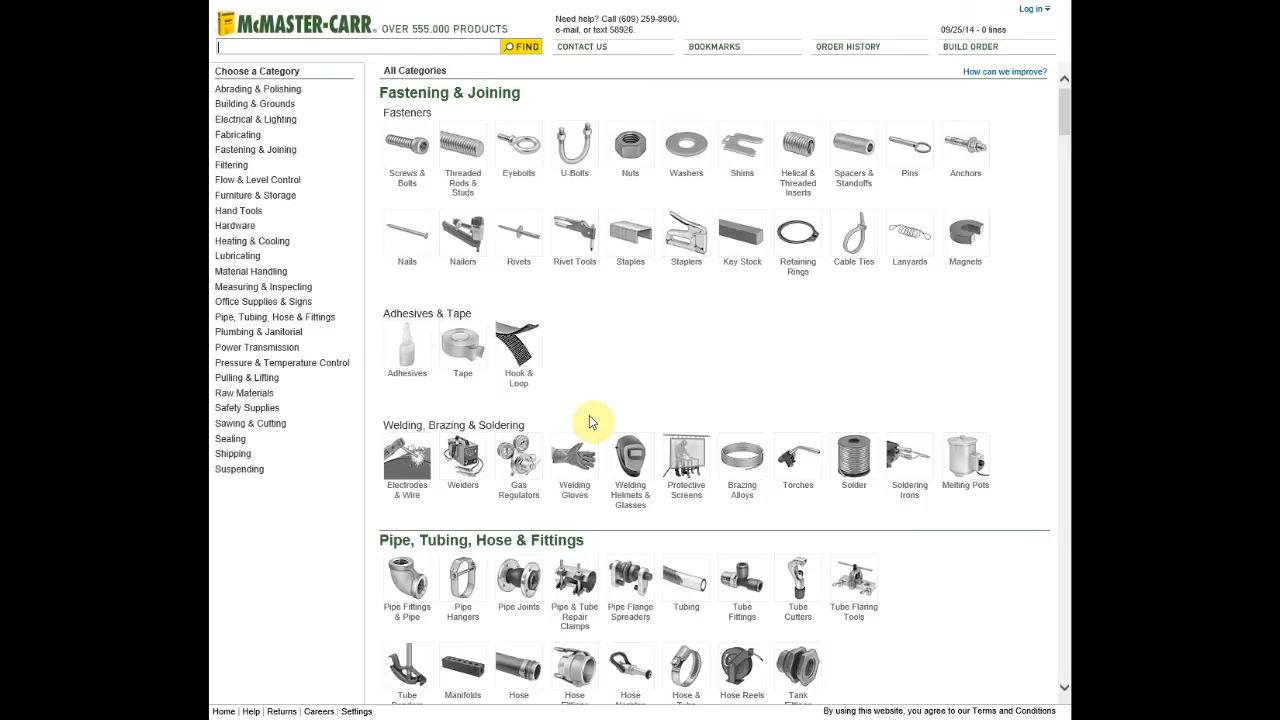 Log in
McMASTER-CARR. OVER 555,000 PRODUCTS
Need help? Call (609) 259-8900,
e-mail, or text 58926.
09/25/14 - 0 lines
FIND
CONTACT US
BOOKMARKS
ORDER HISTORY
BUILD ORDER
Choose a Category
Abrading & Polishing
Building & Grounds
Electrical & Lighting
Fabricating
Fastening & Joining
Filtering
Flow & Level Control
Furniture & Storage
Hand Tools
Hardware
Heating & Cooling
Lubricating
Material Handling
Measuring & Inspecting
Office Supplies & Signs
Pipe, Tubing, Hose & Fittings
Plumbing & Janitorial
Power Transmission
Pressure & Temperature Control
Pulling & Lifting
Raw Materials
Safety Supplies
Sawing & Cutting
Sealing
Shipping
Suspending
All Categories
How can we improve?
Fastening & Joining
Fasteners
Screws &
Bolts
Threaded
Rods &
Studs
Eyebolts
U-Bolts
Nuts
Washers
Shims
Helical &
Threaded
Inserts
Spacers &
Standoffs
Pins
Anchors
Nails
Nailers
Rivets
Rivet Tools
Staples
Staplers
Key Stock
Retaining
Rings
Cable Ties
Lanyards
Magnets
Adhesives & Tape
Adhesives
Tape
Hook &
Loop
Welding, Brazing & Soldering
Electrodes
& Wire
Welders
Gas
Regulators
Welding
Gloves
Welding
Helmets &
Glasses
Protective
Screens
Brazing
Alloys
Torches
Solder
Soldering
Irons
Melting Pots
Pipe, Tubing, Hose & Fittings
Pipe Fittings
& Pipe
Pipe
Hangers
Pipe Joints
Pipe & Tube
Repair
Clamps
Pipe Flange
Spreaders
Tubing
Tube
Fittings
Tube
Cutters
Tube Flaring
Tools
Tube
Manifolds
Hose
Hose
Hose
Hose &
Hose Reels
Tank
Home | Help | Returns | Careers | Settings
By using this website, you agree to our Terms and Conditions